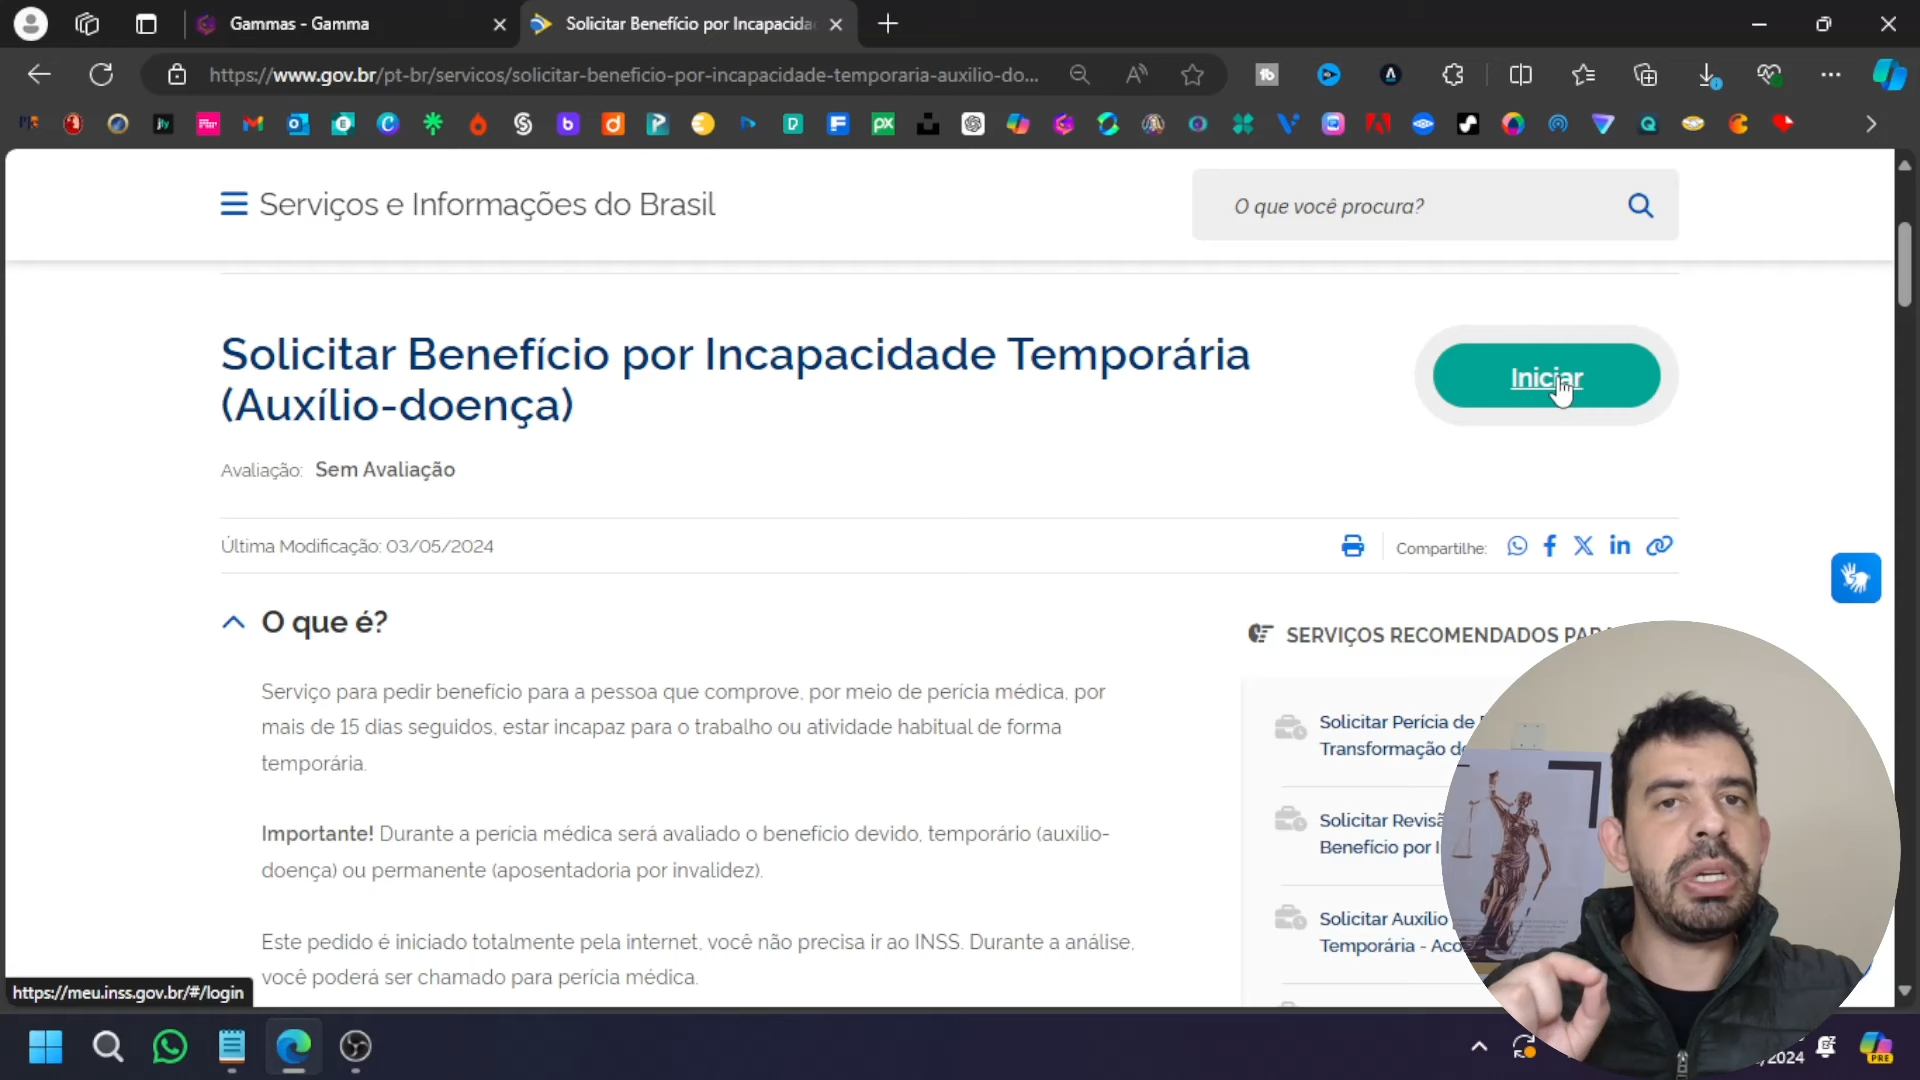 Gammas - Gamma
Solicitar Benefício por Incapacida
https://www.gov.br/pt-br/servicos/solicitar-beneficio-por-incapacidade-temporaria-auxilio-do...
Serviços e Informações do Brasil
O que você procura?
Solicitar Benefício por Incapacidade Temporária
(Auxílio-doença)
Iniciar
Avaliação: Sem Avaliação
Última Modificação: 03/05/2024
Compartilhe:
O que é?
Serviço para pedir benefício para a pessoa que comprove, por meio de perícia médica, por
mais de 15 dias seguidos, estar incapaz para o trabalho ou atividade habitual de forma
temporária.
Importante! Durante a perícia médica será avaliado o benefício devido, temporário (auxílio-
doença) ou permanente (aposentadoria por invalidez).
Este pedido é iniciado totalmente pela internet, você não precisa ir ao INSS. Durante a análise,
você poderá ser chamado para perícia médica.
SERVIÇOS RECOMENDADOS
Solicitar Perícia de
Transformação
Solicitar
Benefício por
Solicitar Auxílio
Temporária -
https://meu.inss.gov.br/#/login
/2024
PRE